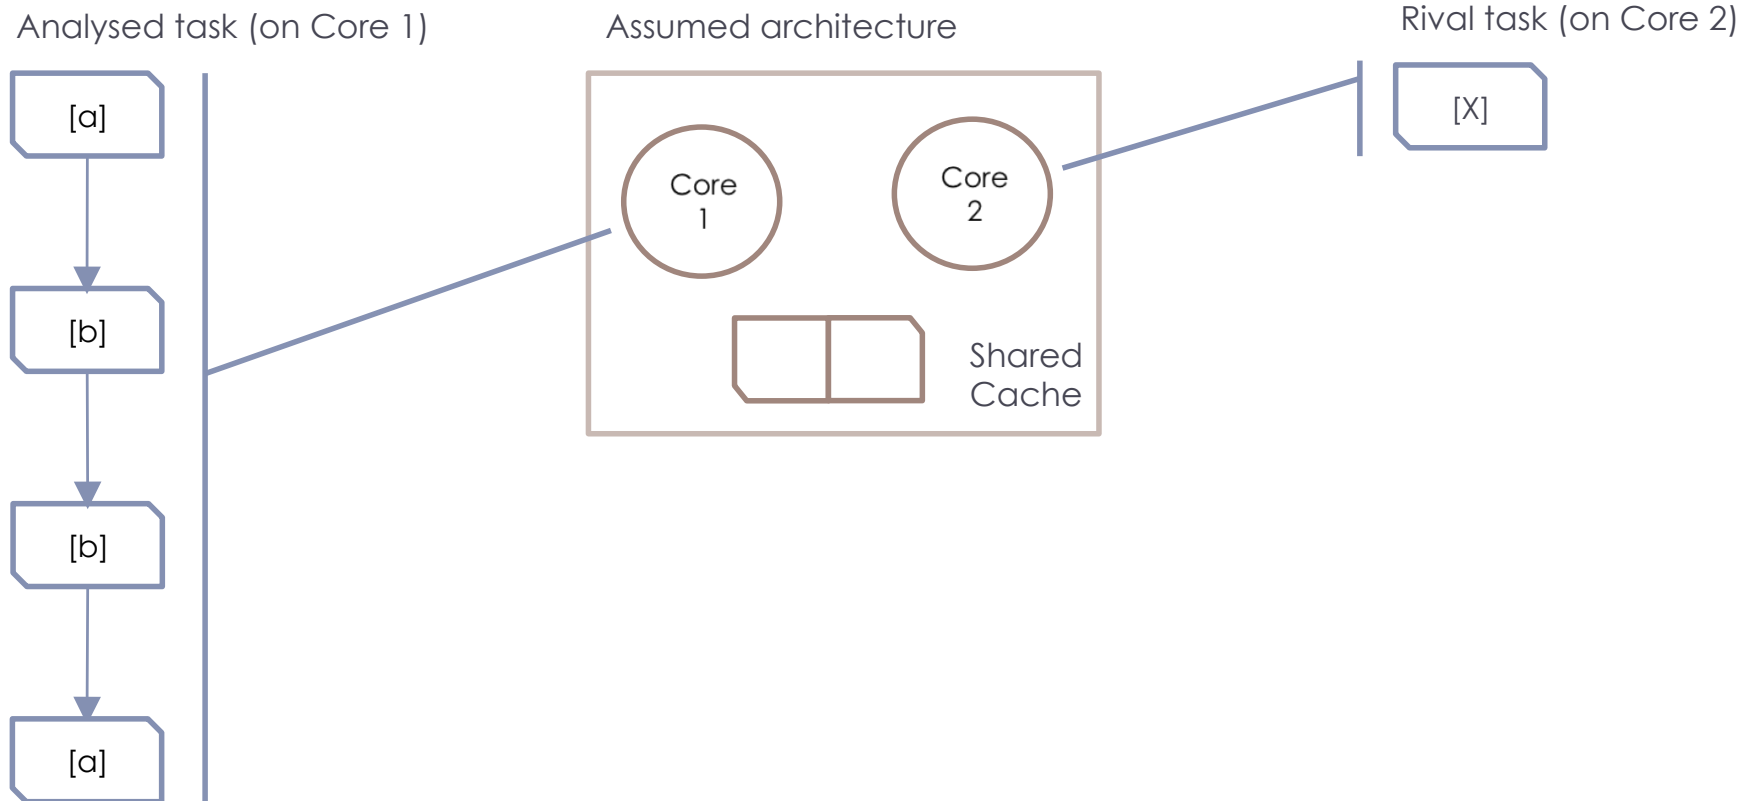 Analysed task (on Core 1)
Assumed architecture
Rival task (on Core 2)
[a]
[X]
Core
1
Core
2
[b]
Shared
Cache
[b]
[a]